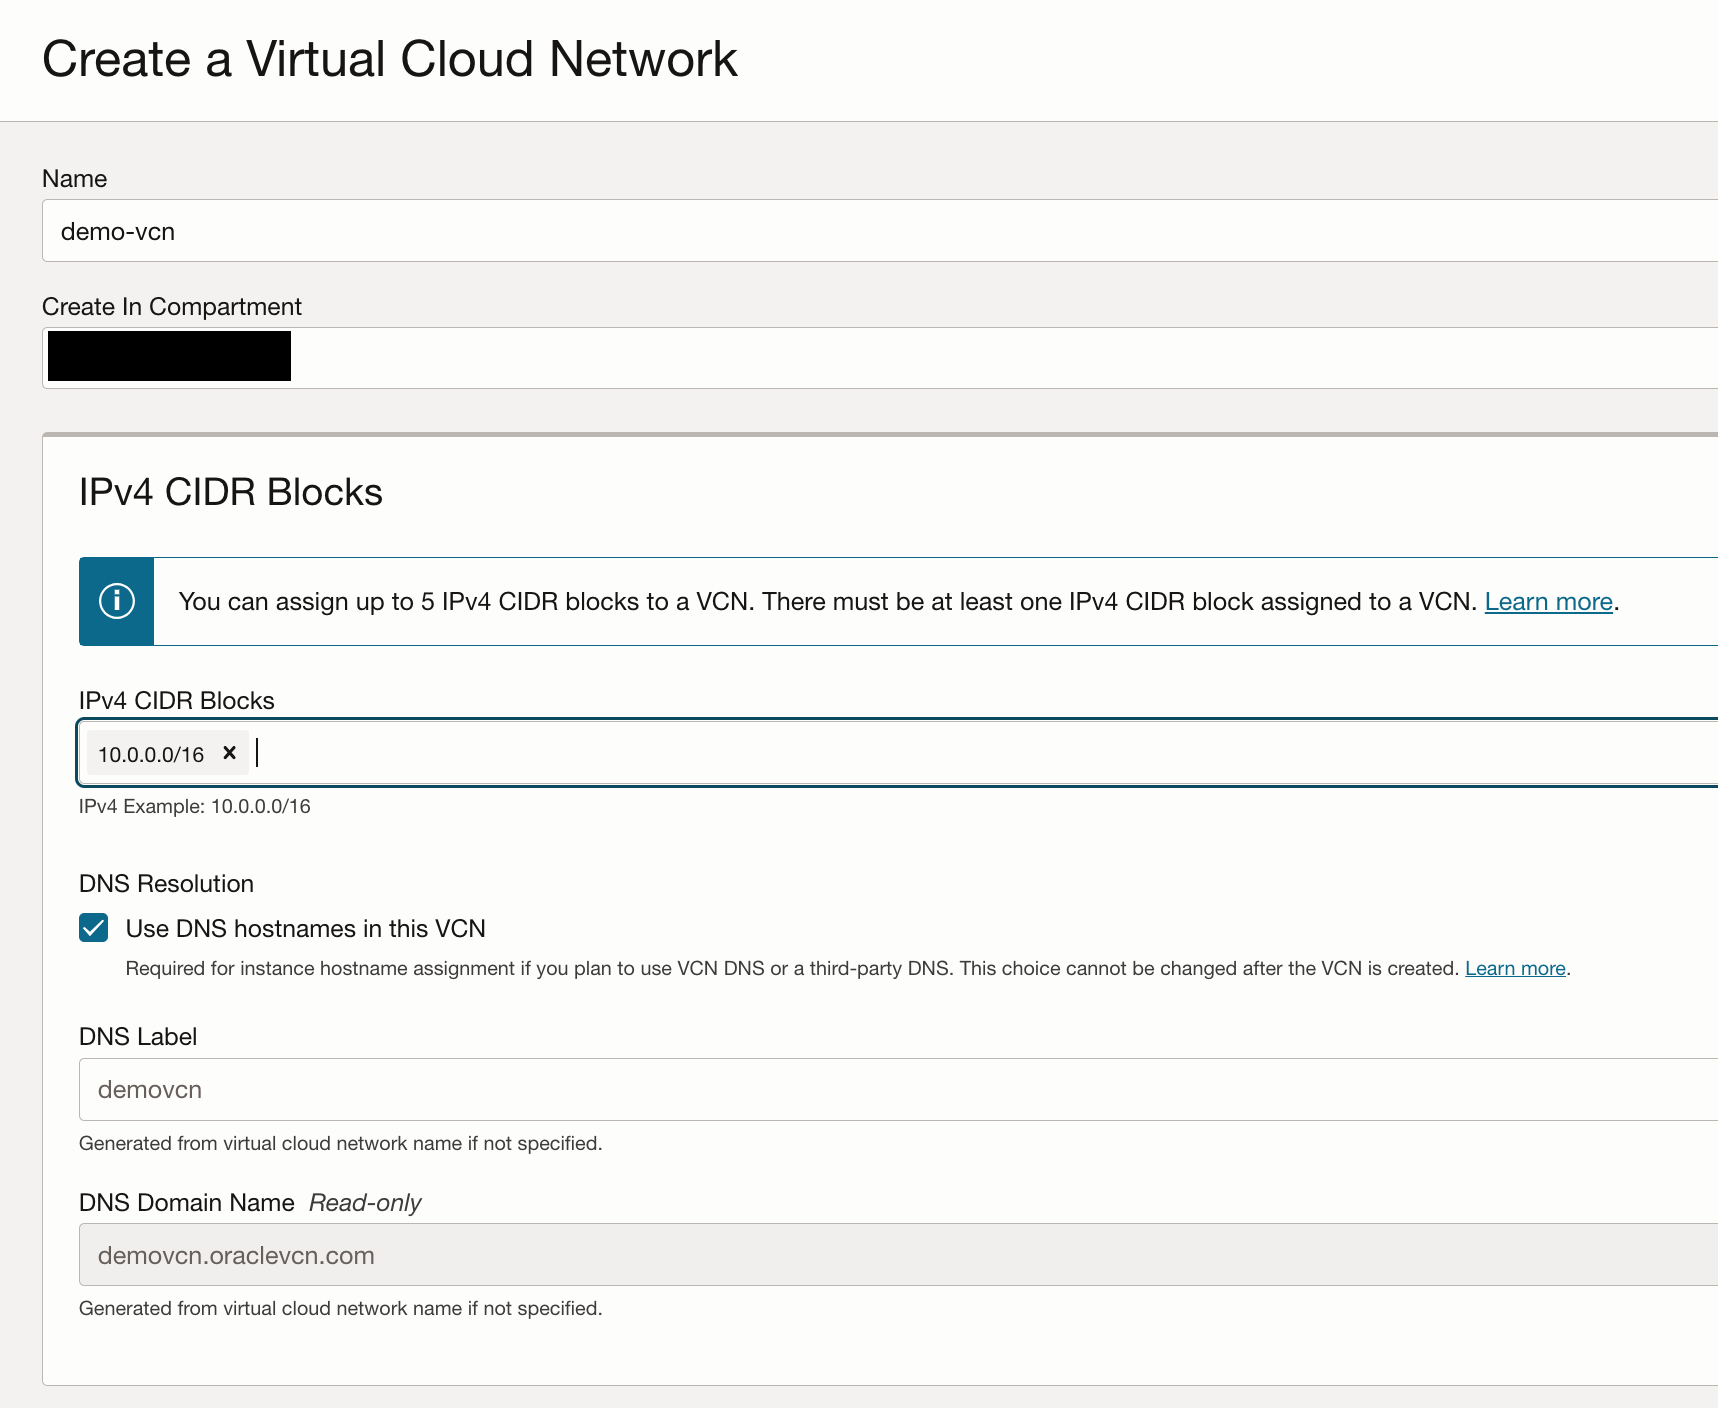 Create a Virtual Cloud Network
Name
demo-vcn
Create In Compartment
IPv4 CIDR Blocks
You can assign up to 5 IPv4 CIDR blocks to a VCN. There must be at least one IPv4 CIDR block assigned to a VCN. Learn more.
IPv4 CIDR Blocks
10.0.0.0/16 ×
IPv4 Example: 10.0.0.0/16
DNS Resolution
Use DNS hostnames in this VCN
Required for instance hostname assignment if you plan to use VCN DNS or a third-party DNS. This choice cannot be changed after the VCN is created. Learn more.
DNS Label
demovcn
Generated from virtual cloud network name if not specified.
DNS Domain Name Read-only
demovcn.oraclevcn.com
Generated from virtual cloud network name if not specified.